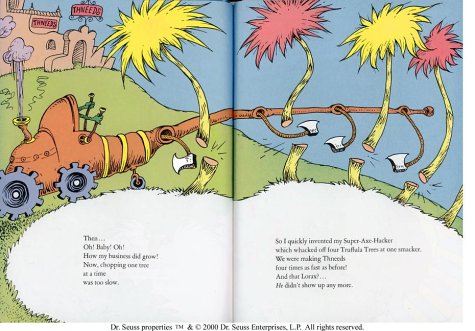 THNEEDS
THNEEDS
Then...
Oh! Baby! Oh!
How my business did grow!
Now, chopping one tree
at a time
was too slow.
So I quickly invented my Super-Axe-Hacker
which whacked off four Truffula Trees at one smacker.
We were making Thneeds
four times as fast as before!
And that Lorax?...
He didn't show up any more.
Dr. Seuss properties ™ & © 2000 Dr. Seuss Enterprises, L.P. All rights reserved.